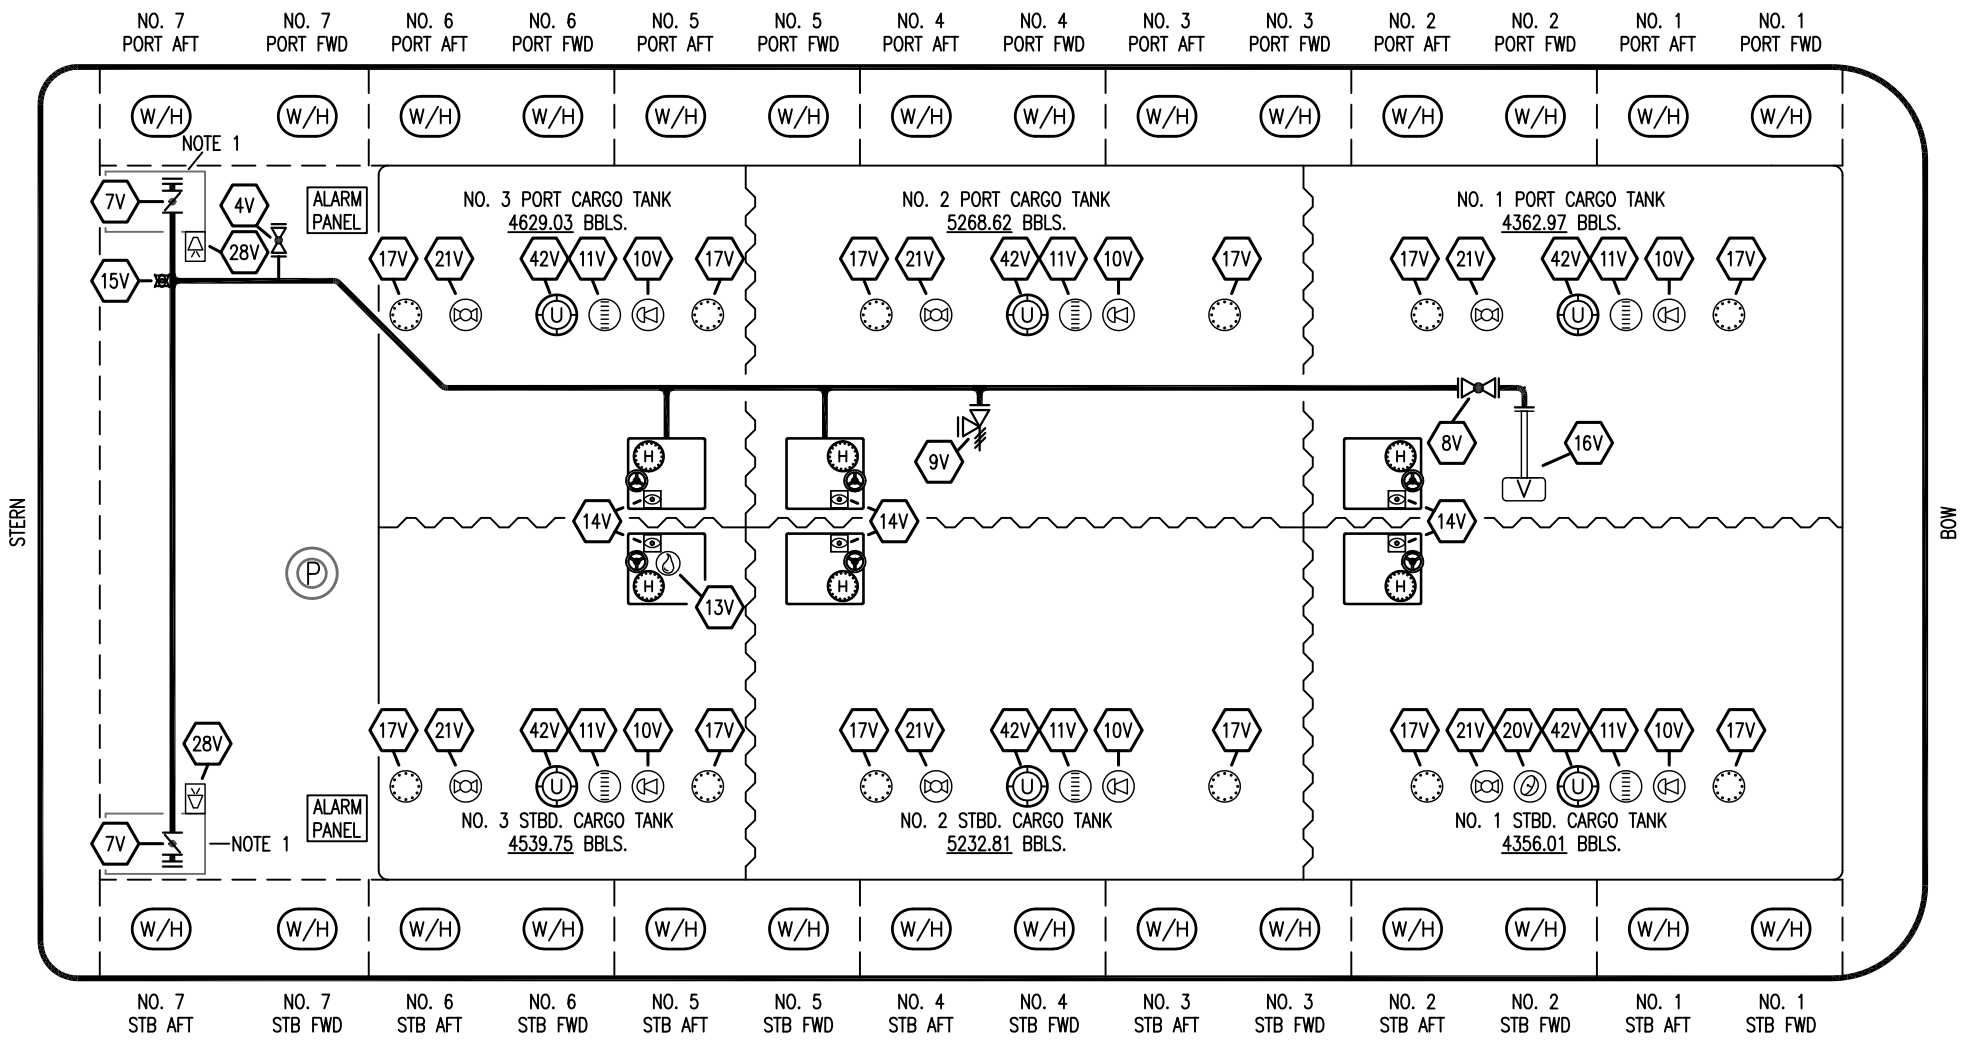 NO. 7 NO. 7 NO. 6 NO. 6 NO. 5 NO. 5 NO. 4 NO. 4 NO. 3 NO. 3 NO. 2 NO. 2 NO. 1 NO. 1
PORT AFT PORT FWD PORT AFT PORT FWD PORT AFT PORT FWD PORT AFT PORT FWD PORT AFT PORT FWD PORT AFT PORT FWD PORT AFT PORT FWD
W/H W/H W/H W/H W/H W/H W/H W/H W/H W/H W/H W/H W/H W/H
NOTE 1
7V 4V ALARM NO. 3 PORT CARGO TANK NO. 2 PORT CARGO TANK NO. 1 PORT CARGO TANK
PANEL 4629.03 BBLS. 5268.62 BBLS. 4362.97 BBLS.
28V 17V 21V 42V 11V 10V 17V 17V 21V 42V 11V 10V 17V 17V 21V 42V 11V 10V 17V
15V
U U U
8V 16V
H H 9V H
V
STERN
14V 14V 14V
BOW
P
H H H
13V
28V 17V 21V 42V 11V 10V 17V 17V 21V 42V 11V 10V 17V 17V 21V 20V 42V 11V 10V 17V
U U U
ALARM NO. 3 STBD. CARGO TANK NO. 2 STBD. CARGO TANK NO. 1 STBD. CARGO TANK
PANEL 4539.75 BBLS. 5232.81 BBLS. 4356.01 BBLS.
7V NOTE 1
W/H W/H W/H W/H W/H W/H W/H W/H W/H W/H W/H W/H W/H W/H
NO. 7 NO. 7 NO. 6 NO. 6 NO. 5 NO. 5 NO. 4 NO. 4 NO. 3 NO. 3 NO. 2 NO. 2 NO. 1 NO. 1
STB AFT STB FWD STB AFT STB FWD STB AFT STB FWD STB AFT STB FWD STB AFT STB FWD STB AFT STB FWD STB AFT STB FWD